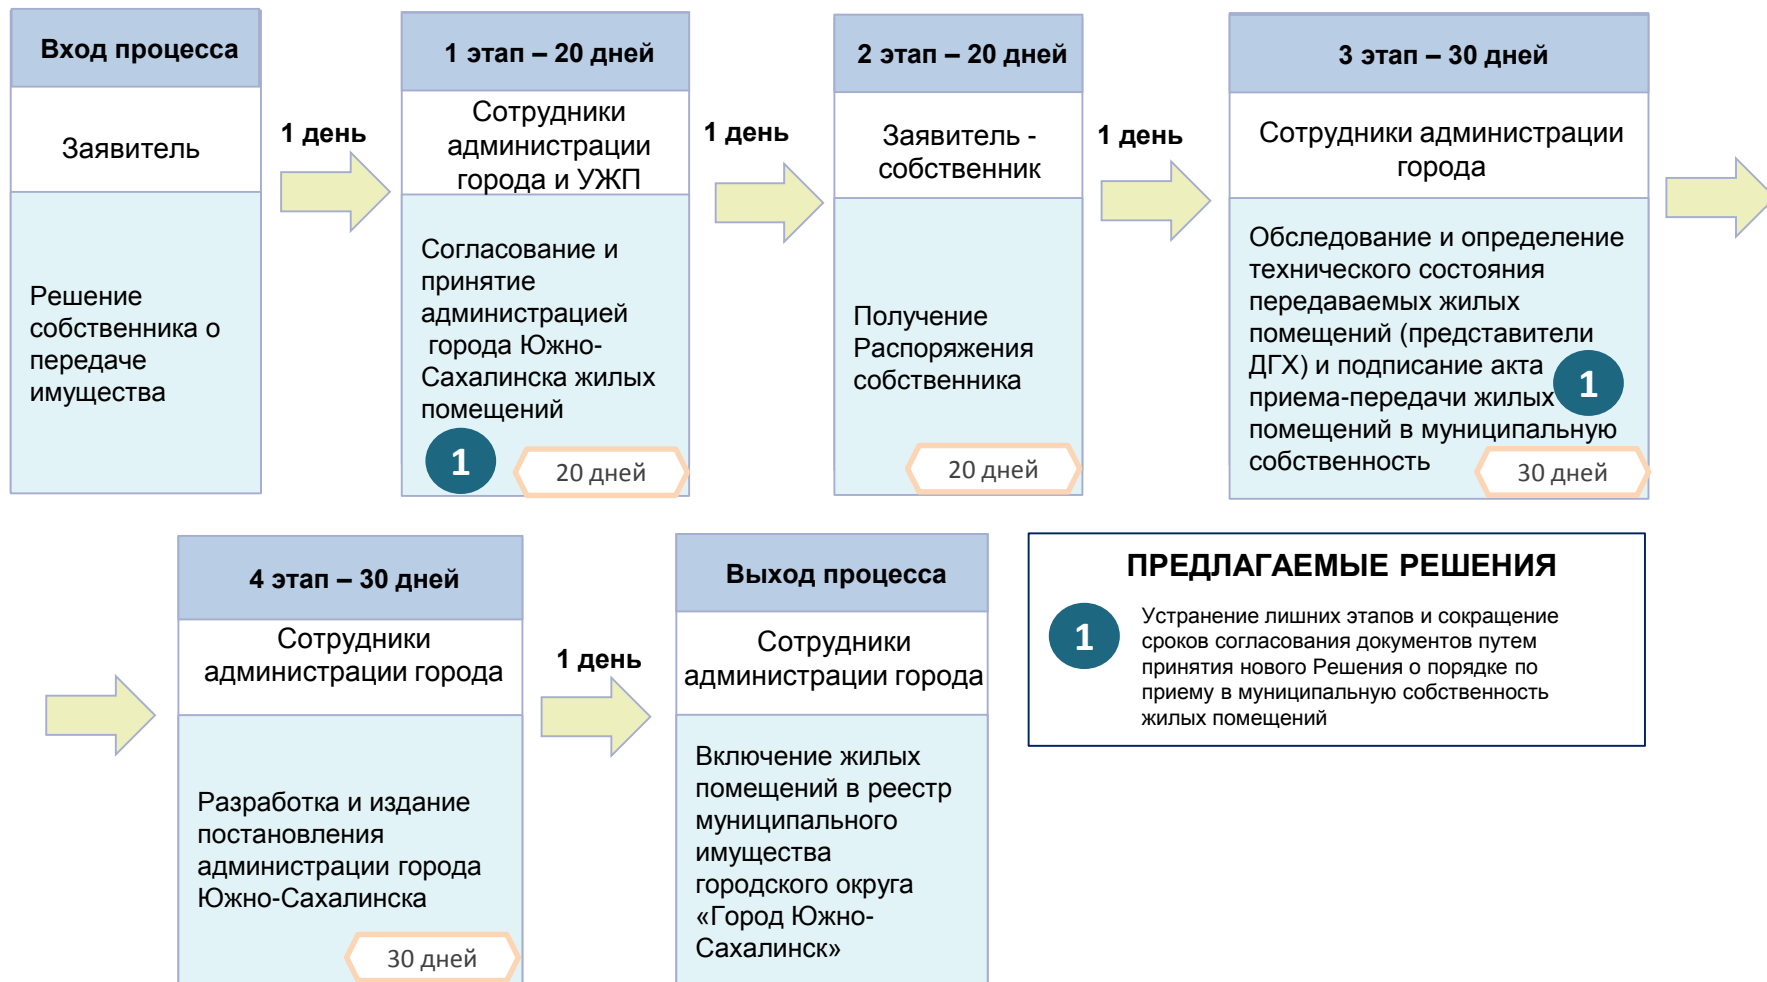 Вход процесса
Заявитель
Решение
собственника о
передаче
имущества
1 день
1 этап – 20 дней
Сотрудники
администрации
города и УЖП
Согласование и
принятие
администрацией
города Южно-
Сахалинска жилых
помещений
1
20 дней
1 день
2 этап – 20 дней
Заявитель -
собственник
Получение
Распоряжения
собственника
20 дней
1 день
3 этап – 30 дней
Сотрудники администрации
города
Обследование и определение
технического состояния
передаваемых жилых
помещений (представители
ДГХ) и подписание акта
приема-передачи жилых
помещений в муниципальную
собственность
1
30 дней
4 этап – 30 дней
Сотрудники
администрации города
Разработка и издание
постановления
администрации города
Южно-Сахалинска
30 дней
1 день
Выход процесса
Сотрудники
администрации города
Включение жилых
помещений в реестр
муниципального
имущества
городского округа
«Город Южно-
Сахалинск»
ПРЕДЛАГАЕМЫЕ РЕШЕНИЯ
1
Устранение лишних этапов и сокращение
сроков согласования документов путем
принятия нового Решения о порядке по
приему в муниципальную собственность
жилых помещений